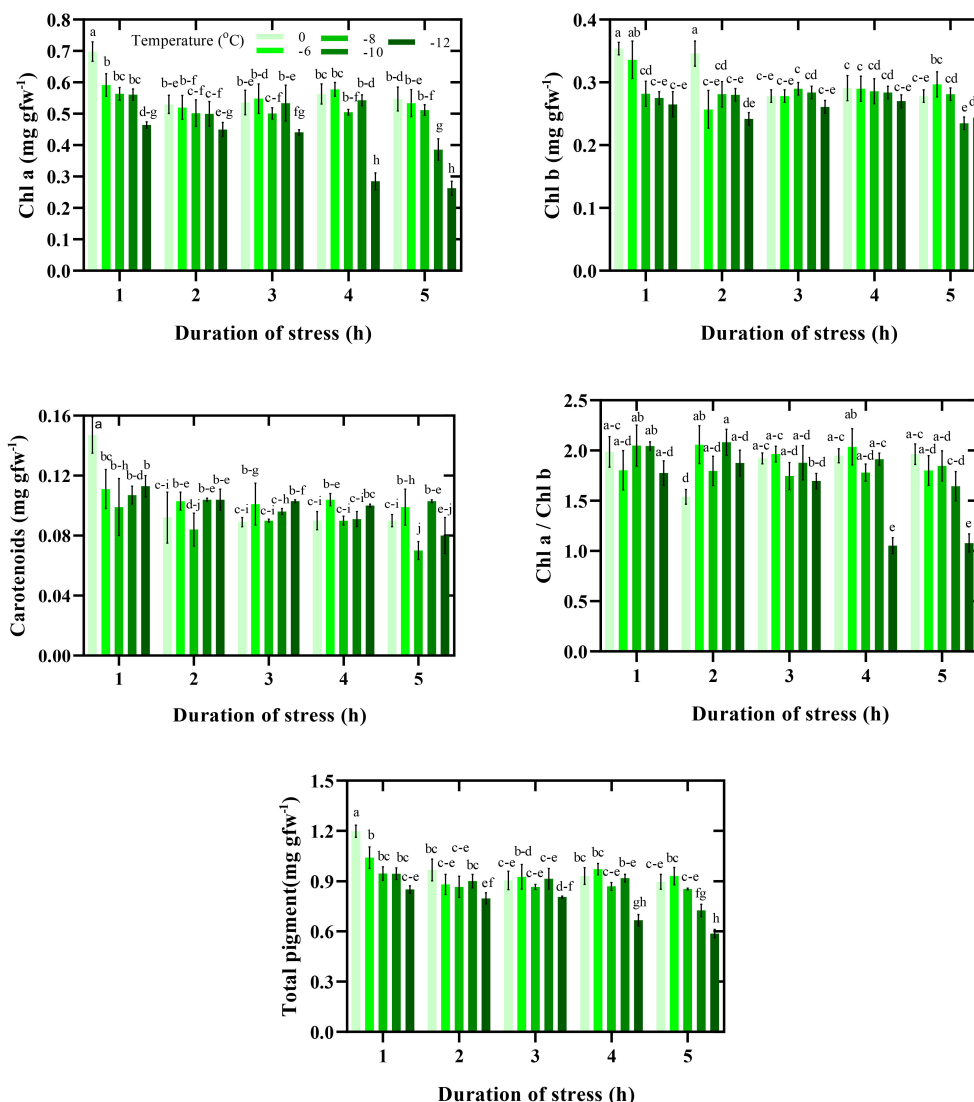 Temperature (°C) 0 -8 -12
-6 -10
Chl a (mg gfw⁻¹)
0.8
0.7
0.6
0.5
0.4
0.3
0.2
0.1
0.0
a b bc bc d-g
b-e b-f b-f c-f e-g
b-e b-d c-f b-e fg
bc bc b-f b-d h
b-d b-e b-f g h
1 2 3 4 5
Duration of stress (h)
Chl b (mg gfw⁻¹)
0.4
0.3
0.2
0.1
0.0
a ab cd c-e c-e
a c-e cd c-e de
c-e c-e c cd c-e
c c cd cd c-e
c-e bc cd e d
1 2 3 4 5
Duration of stress (h)
Carotenoids (mg gfw⁻¹)
0.16
0.12
0.08
0.04
0.00
a bc b-h b-d b
c-i b-e d-j b-e b-e
c-i b-g c-i c-h b-f
c-i b-e c-i c-i bc
c-i b-h j b-e e-j
1 2 3 4 5
Duration of stress (h)
Chl a / Chl b
2.5
2.0
1.5
1.0
0.5
0.0
a-c a-d ab ab a-d
d ab a-d a a-d
a-c a-c a-d a-d b-d
a-c ab a-d a-c e
a-c a-d a-d c-d e
1 2 3 4 5
Duration of stress (h)
Total pigment(mg gfw⁻¹)
1.5
1.2
0.9
0.6
0.3
0.0
a b bc bc c-e
bc c-e c-e bc ef
c-e b-d c-e c-e d-f
bc bc c-e b-e gh
c-e bc c-e fg h
1 2 3 4 5
Duration of stress (h)